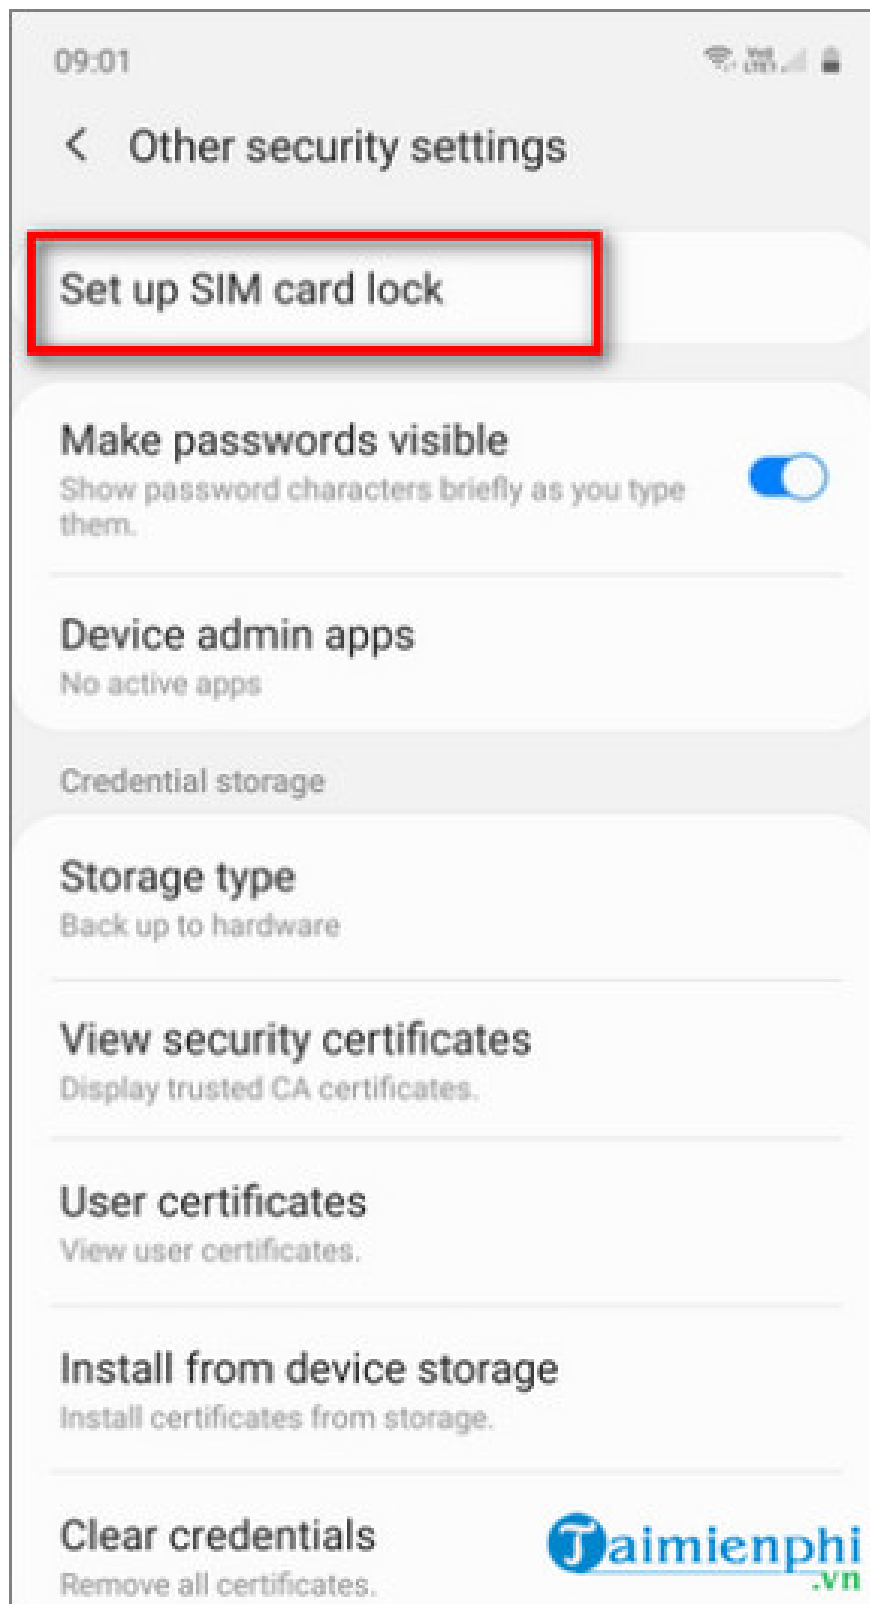 09:01
Other security settings
Set up SIM card lock
Make passwords visible
Show password characters briefly as you type
them.
Device admin apps
No active apps
Credential storage
Storage type
Back up to hardware
View security certificates
Display trusted CA certificates.
User certificates
View user certificates.
Install from device storage
Install certificates from storage.
Clear credentials
Remove all certificates.
Taimienphi
.vn